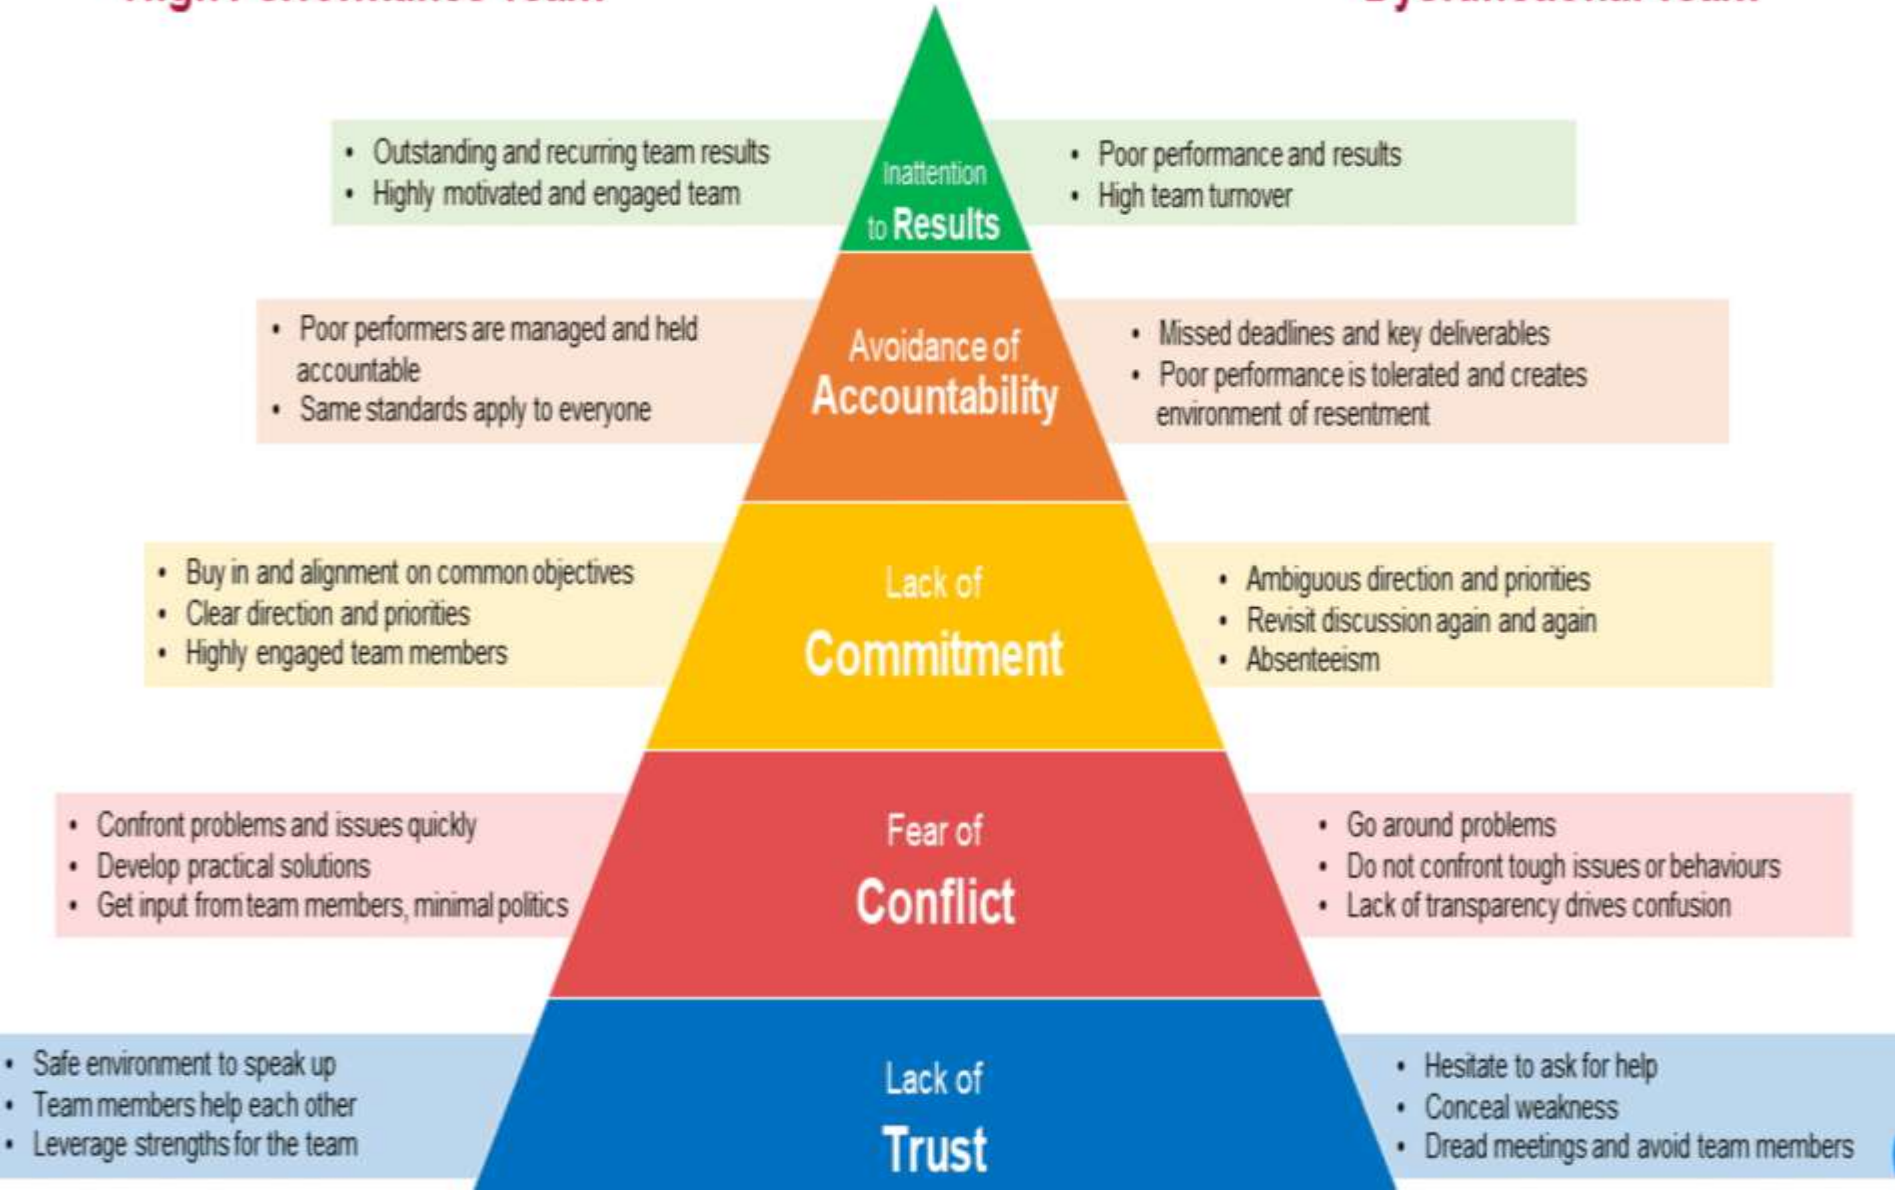 High Performance Team
Dysfunctional Team
• Outstanding and recurring team results
• Highly motivated and engaged team
Inattention
to Results
• Poor performance and results
• High team turnover
• Poor performers are managed and held
accountable
• Same standards apply to everyone
Avoidance of
Accountability
• Missed deadlines and key deliverables
• Poor performance is tolerated and creates
environment of resentment
• Buy in and alignment on common objectives
• Clear direction and priorities
• Highly engaged team members
Lack of
Commitment
• Ambiguous direction and priorities
• Revisit discussion again and again
• Absenteeism
• Confront problems and issues quickly
• Develop practical solutions
• Get input from team members, minimal politics
Fear of
Conflict
• Go around problems
• Do not confront tough issues or behaviours
• Lack of transparency drives confusion
• Safe environment to speak up
• Team members help each other
• Leverage strengths for the team
Lack of
Trust
• Hesitate to ask for help
• Conceal weakness
• Dread meetings and avoid team members